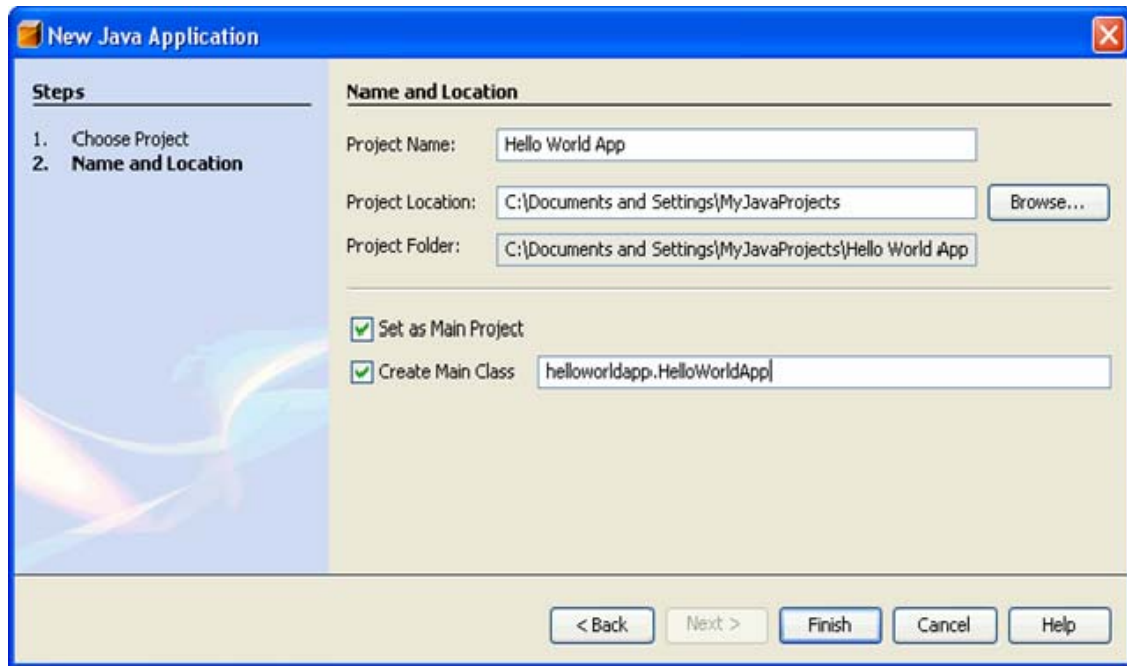 New Java Application
Steps
1. Choose Project
2. Name and Location
Name and Location
Project Name: Hello World App
Project Location: C:\Documents and Settings\MyJavaProjects Browse...
Project Folder: C:\Documents and Settings\MyJavaProjects\Hello World App
Set as Main Project
Create Main Class helloworldapp.HelloWorldApp
< Back Next > Finish Cancel Help